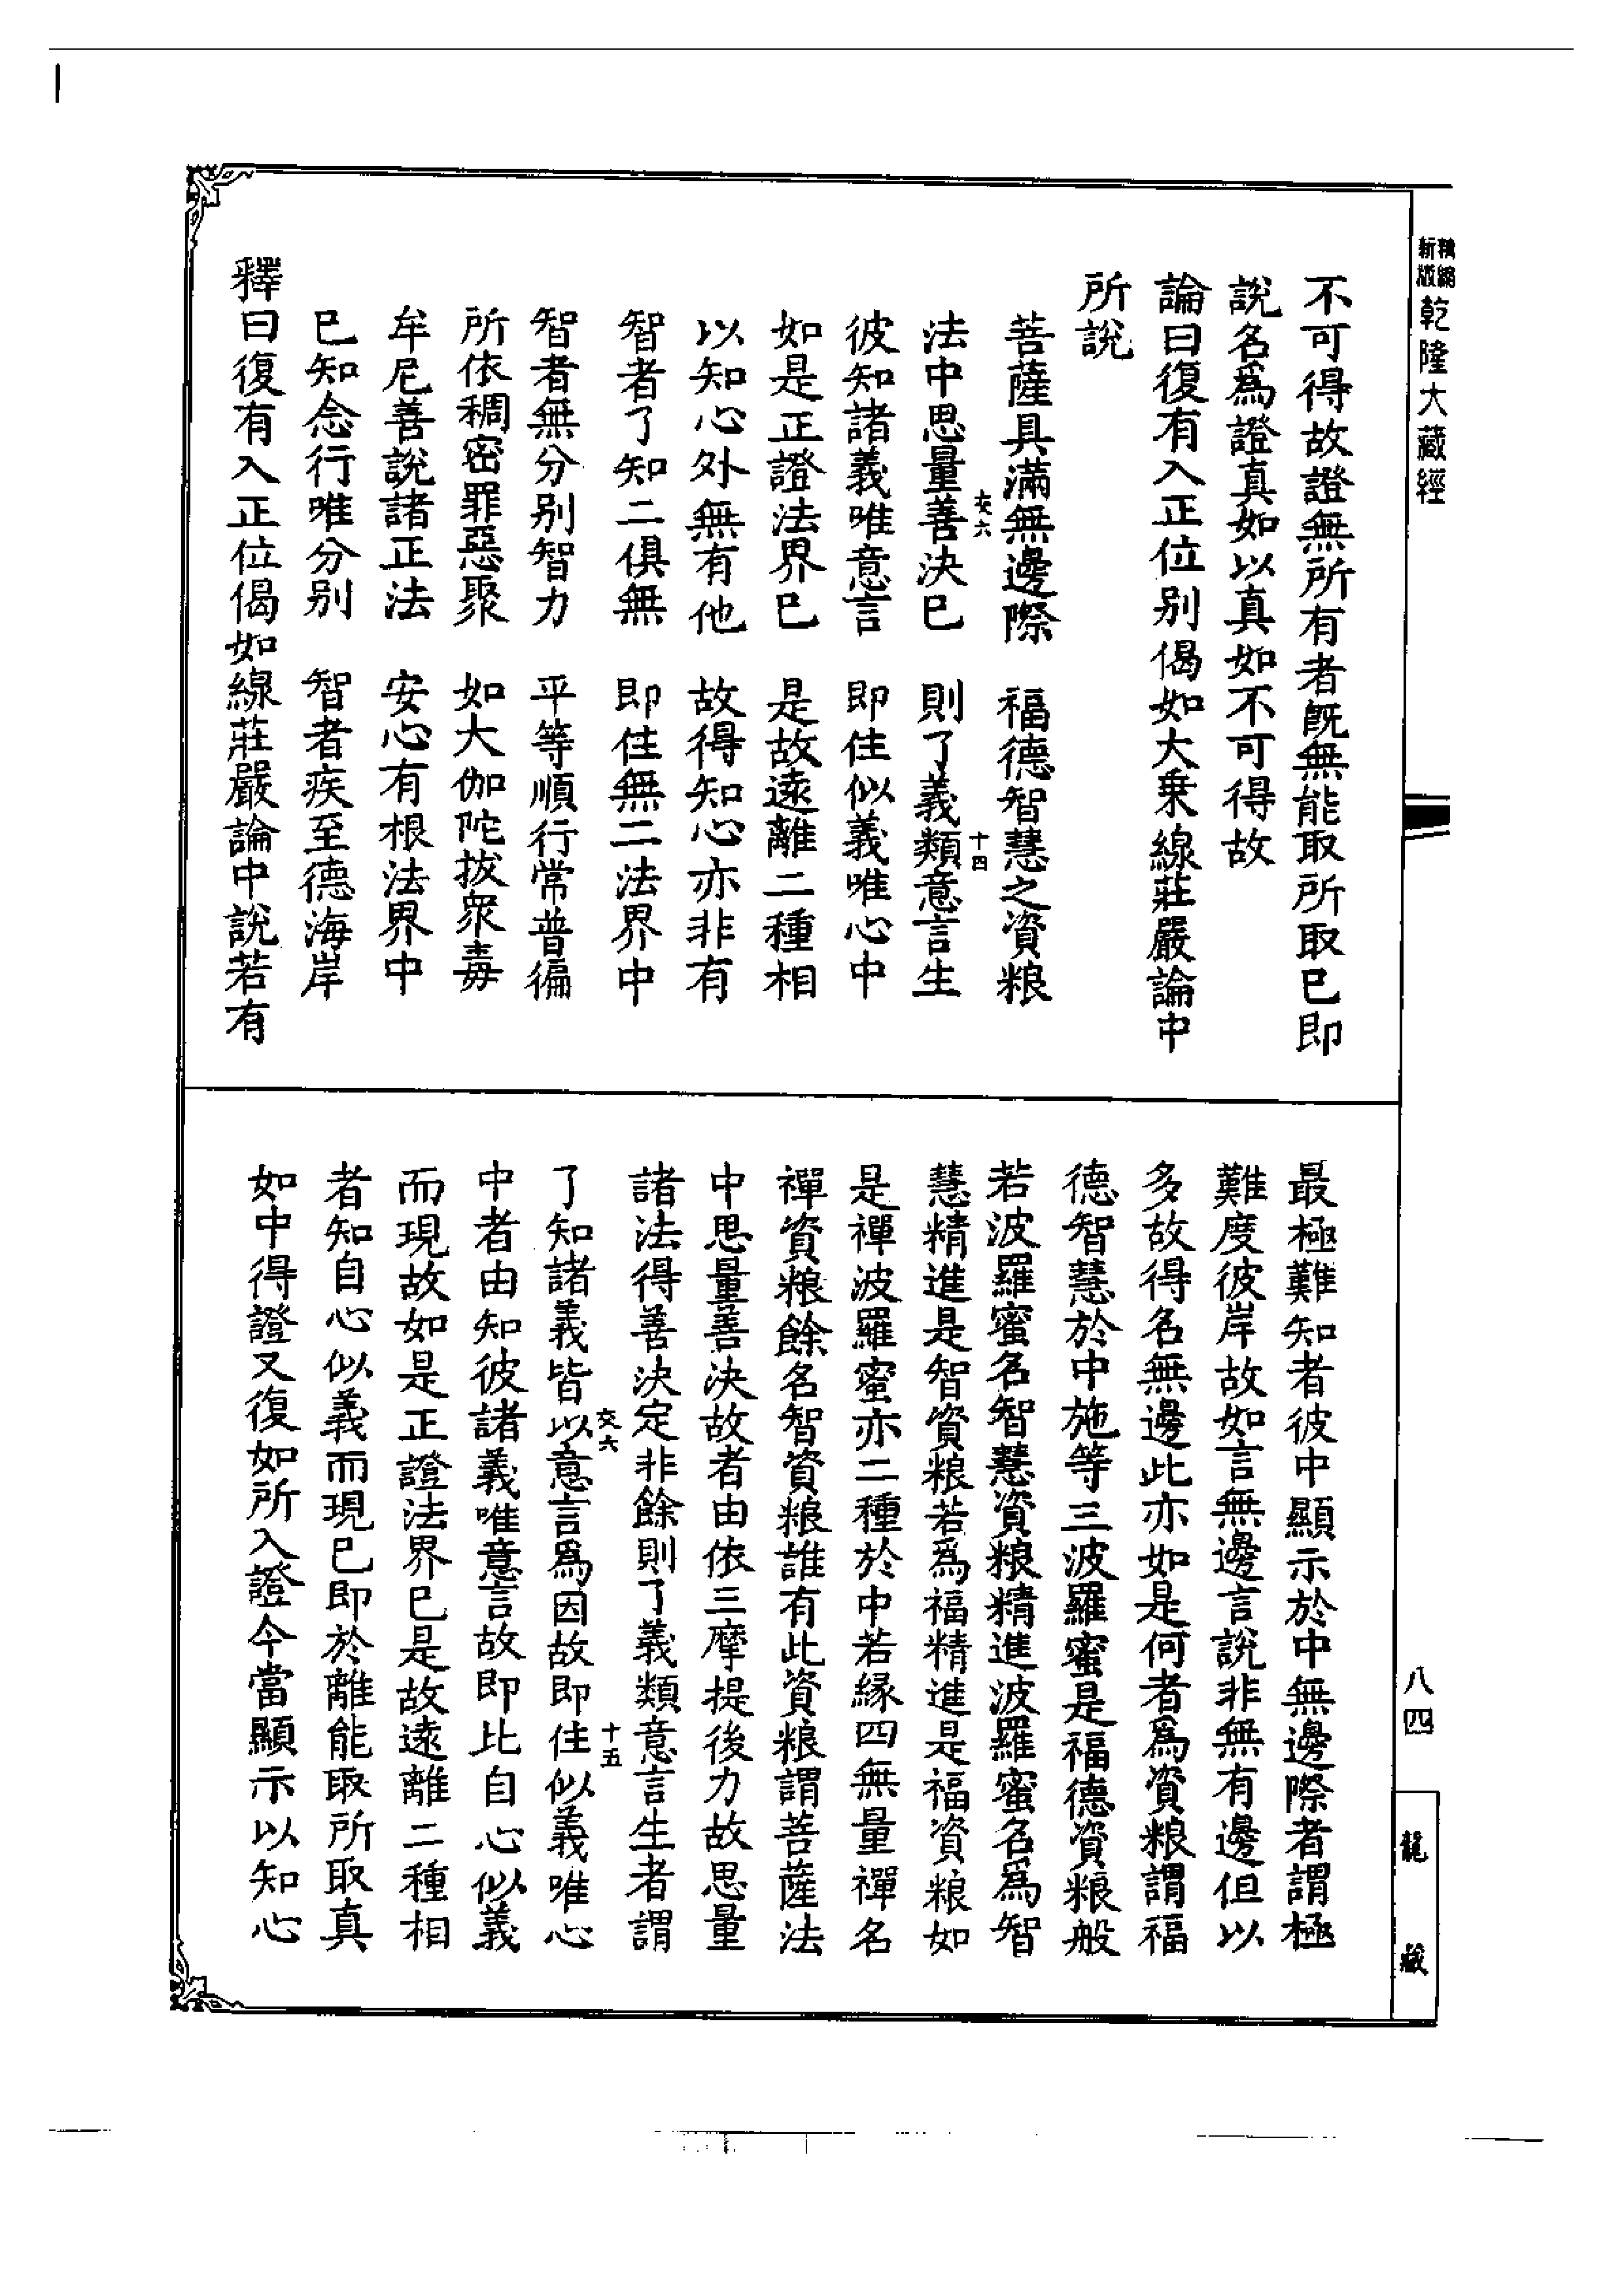 精縮
新版
乾隆大藏經
不可得故證無所有者旣無能取所取巳即
說名爲證真如以真如不可得故
論曰復有入正位别偈如大乗線莊嚴論中
所說
菩薩具滿無邊際　福德智慧之資粮
交六　十四
法中思量善決巳　則了義類意言生
彼知諸義唯意言　即住似義唯心中
如是正證法界巳　是故逺離二種相
以知心外無有他　故得知心亦非有
智者了知二俱無　即住無二法界中
智者無分别智力　平等順行常普徧
所依稠密罪惡聚　如大伽陀拔衆毒
牟尼善說諸正法　安心有根法界中
巳知念行唯分别　智者疾至德海岸
釋曰復有入正位偈如線莊嚴論中說若有
八四
龍藏
最極難知者彼中顯示於中無邊際者謂極
難度彼岸故如言無邊言說非無有邊但以
多故得名無邊此亦如是何者爲資粮謂福
德智慧於中施等三波羅蜜是福德資粮般
若波羅蜜名智慧資粮精進波羅蜜名爲智
慧精進是智資粮若爲福精進是福資粮如
是禪波羅蜜亦二種於中若縁四無量禪名
禪資粮餘名智資粮誰有此資粮謂菩薩法
中思量善決故者由依三摩提後力故思量
諸法得善決定非餘則了義類意言生者謂
交六　十五
了知諸義皆以意言爲因故即住似義唯心
中者由知彼諸義唯意言故即比自心似義
而現故如是正證法界巳是故逺離二種相
者知自心似義而現巳即於離能取所取真
如中得證又復如所入證今當顯示以知心